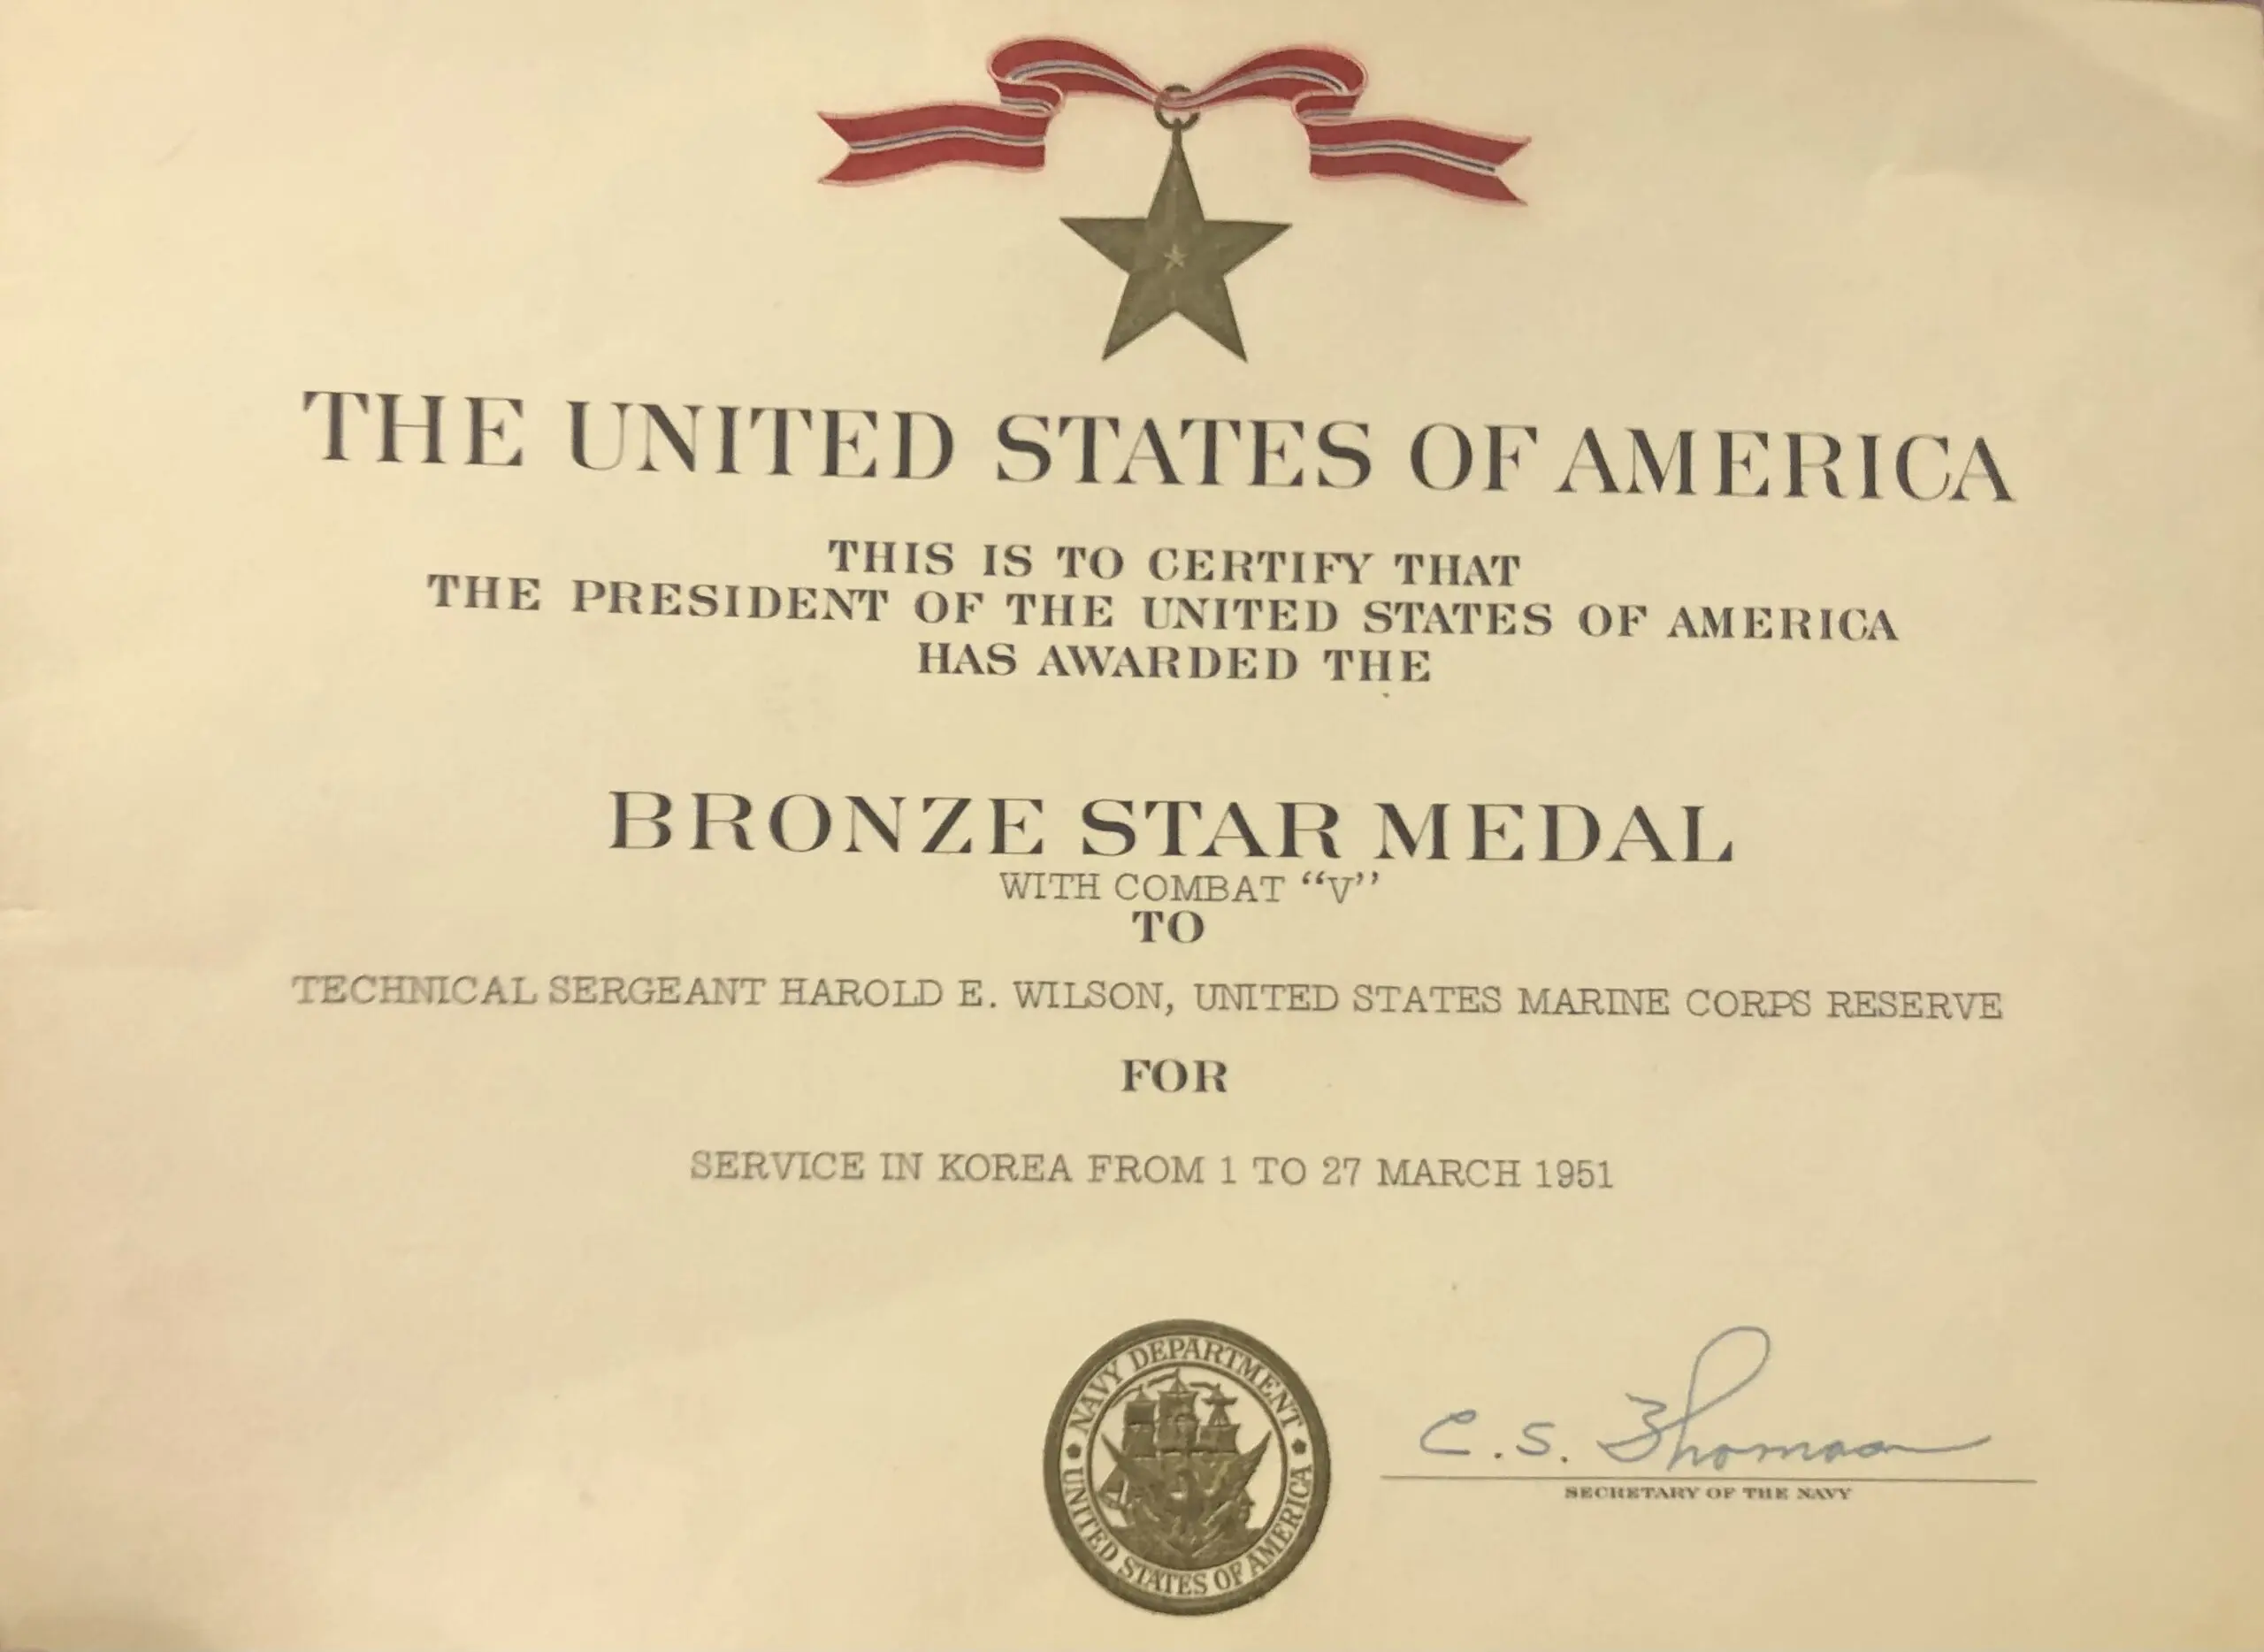 THE UNITED STATES OF AMERICA
THIS IS TO CERTIFY THAT
THE PRESIDENT OF THE UNITED STATES OF AMERICA
HAS AWARDED THE
BRONZE STAR MEDAL
WITH COMBAT “V”
TO
TECHNICAL SERGEANT HAROLD E. WILSON, UNITED STATES MARINE CORPS RESERVE
FOR
SERVICE IN KOREA FROM 1 TO 27 MARCH 1951
NAVY DEPARTMENT
UNITED STATES OF AMERICA
C. S. Thomas
SECRETARY OF THE NAVY